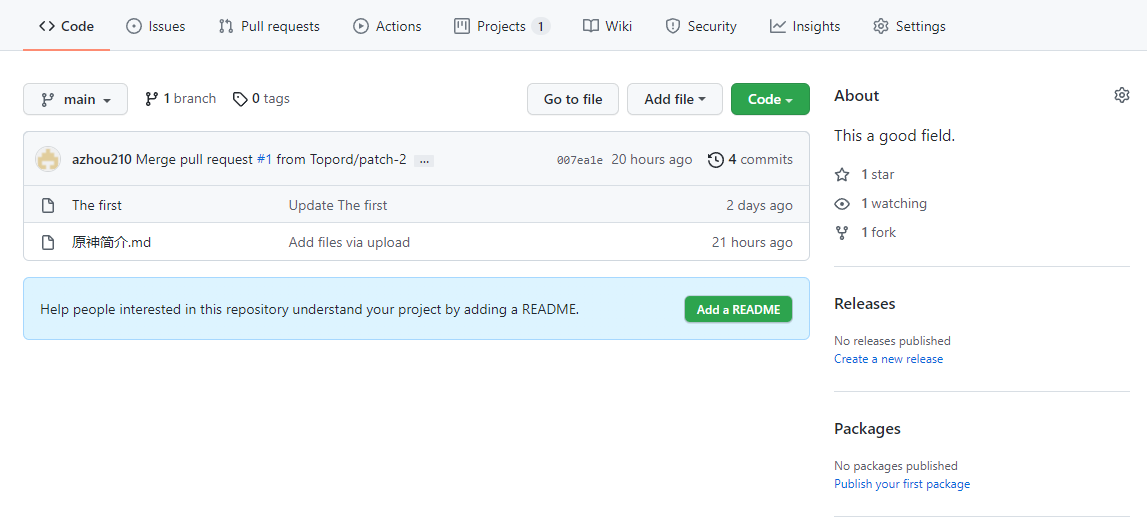 Code Issues Pull requests Actions Projects 1 Wiki Security Insights Settings
main 1 branch 0 tags Go to file Add file Code
azhou210 Merge pull request #1 from Topord/patch-2 ... 007ea1e 20 hours ago 4 commits
The first Update The first 2 days ago
原神简介.md Add files via upload 21 hours ago
Help people interested in this repository understand your project by adding a README. Add a README
About
This a good field.
1 star
1 watching
1 fork
Releases
No releases published
Create a new release
Packages
No packages published
Publish your first package